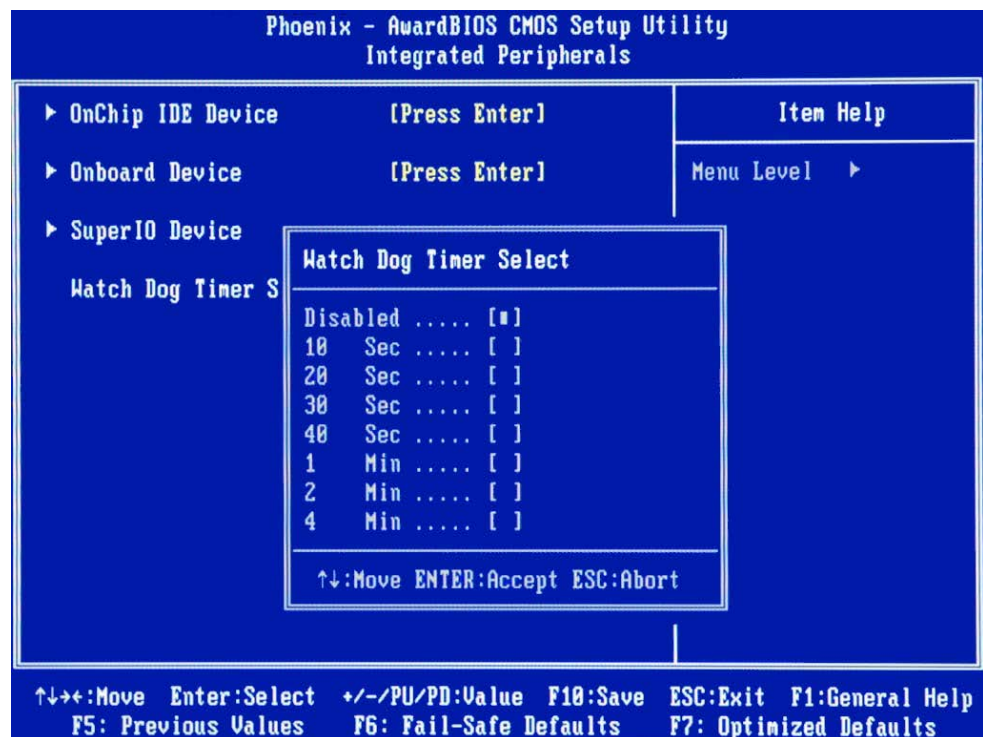 Phoenix - AwardBIOS CMOS Setup Utility
Integrated Peripherals
▶ OnChip IDE Device [Press Enter]
▶ Onboard Device [Press Enter]
▶ SuperIO Device
Watch Dog Timer S
Item Help
Menu Level ▶
Watch Dog Timer Select
Disabled ..... [■]
10 Sec ..... [ ]
20 Sec ..... [ ]
30 Sec ..... [ ]
40 Sec ..... [ ]
1 Min ..... [ ]
2 Min ..... [ ]
4 Min ..... [ ]
↑↓:Move ENTER:Accept ESC:Abort
↑↓→←:Move Enter:Select +/-/PU/PD:Value F10:Save ESC:Exit F1:General Help
F5: Previous Values F6: Fail-Safe Defaults F7: Optimized Defaults